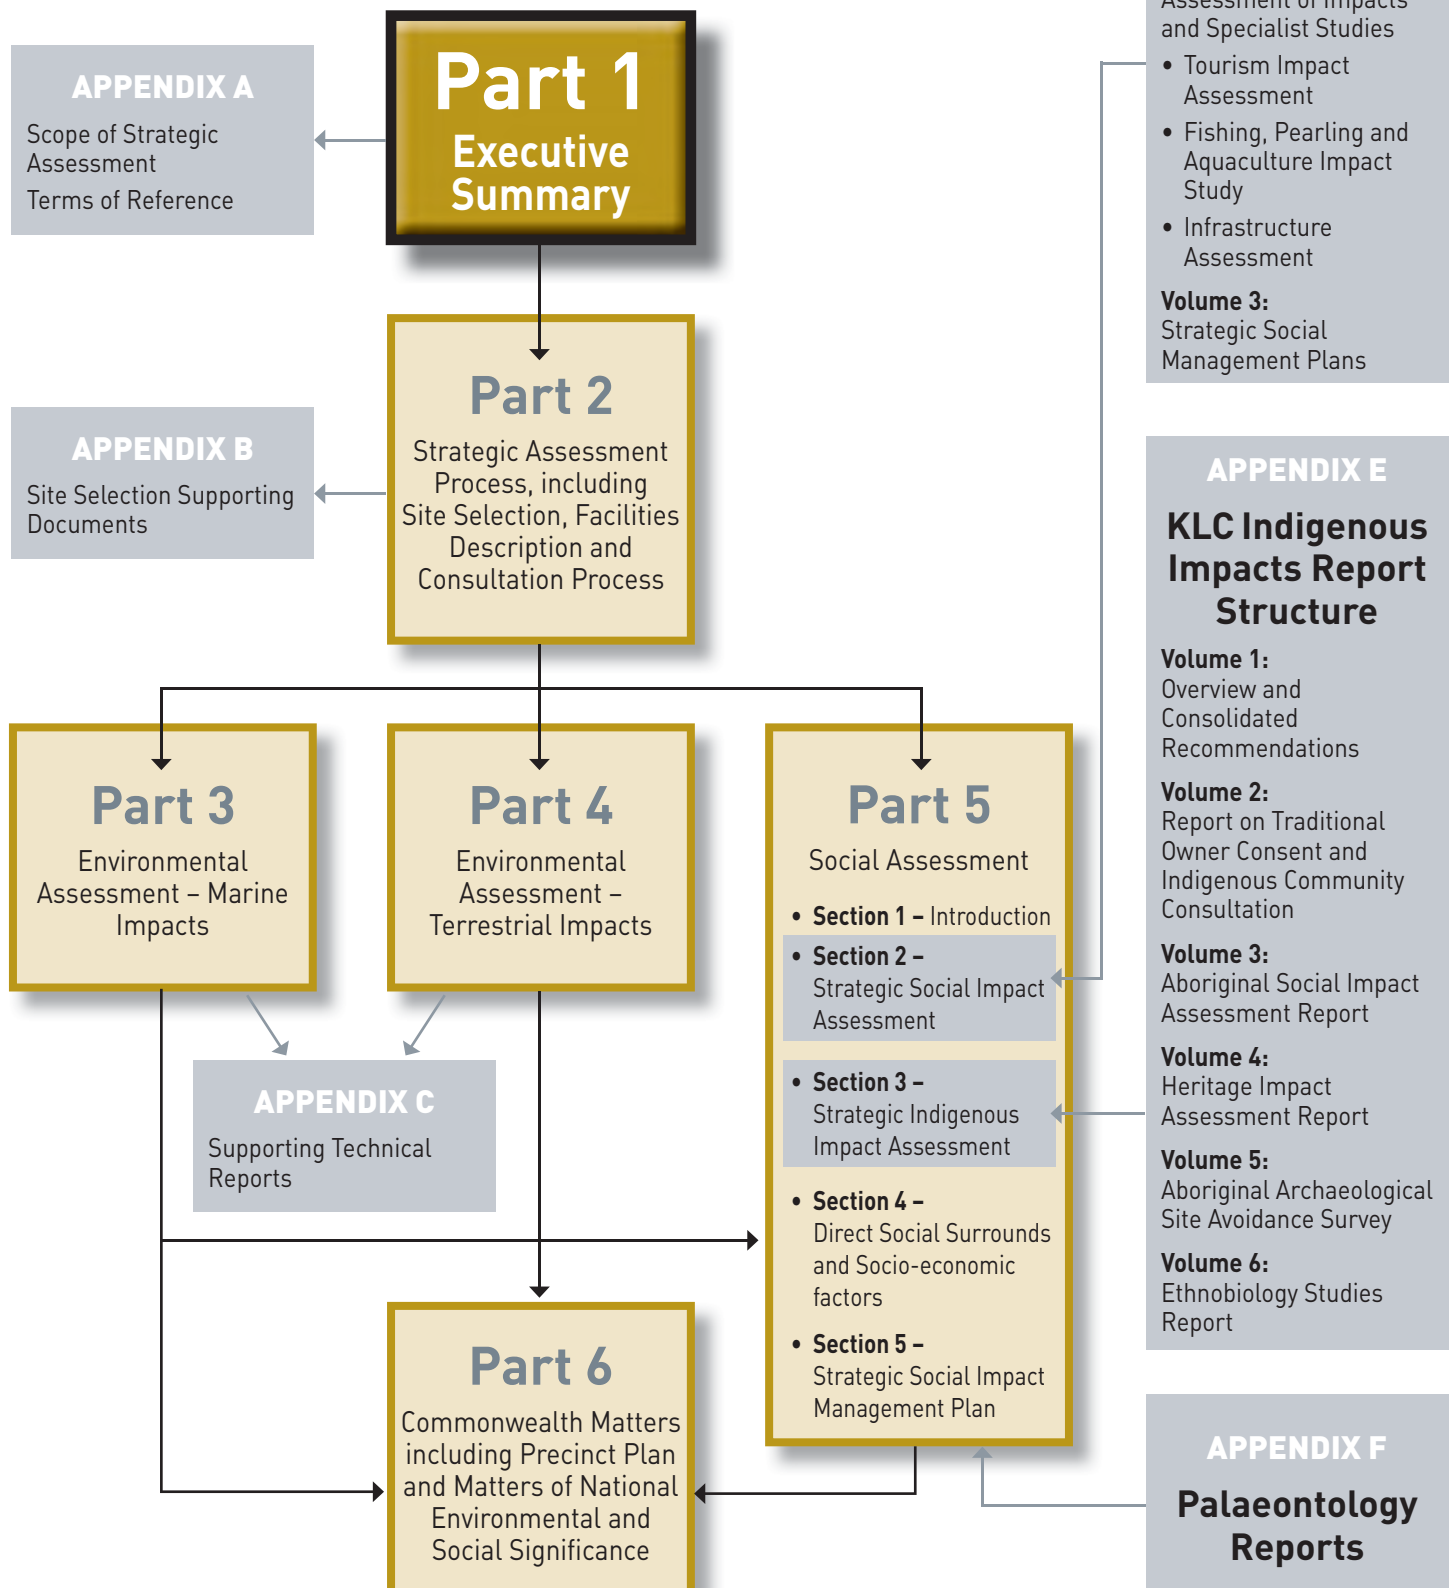 Part 1
Executive
Summary
APPENDIX A
Scope of Strategic
Assessment
Terms of Reference
Part 2
Strategic Assessment
Process, including
Site Selection, Facilities
Description and
Consultation Process
APPENDIX B
Site Selection Supporting
Documents
Part 3
Environmental
Assessment – Marine
Impacts
Part 4
Environmental
Assessment –
Terrestrial Impacts
APPENDIX C
Supporting Technical
Reports
Part 5
Social Assessment
• Section 1 – Introduction
• Section 2 –
Strategic Social Impact
Assessment
• Section 3 –
Strategic Indigenous
Impact Assessment
• Section 4 –
Direct Social Surrounds
and Socio-economic
factors
• Section 5 –
Strategic Social Impact
Management Plan
Part 6
Commonwealth Matters
including Precinct Plan
and Matters of National
Environmental and
Social Significance
Assessment of Impacts
and Specialist Studies
• Tourism Impact
Assessment
• Fishing, Pearling and
Aquaculture Impact
Study
• Infrastructure
Assessment
Volume 3:
Strategic Social
Management Plans
APPENDIX E
KLC Indigenous
Impacts Report
Structure
Volume 1:
Overview and
Consolidated
Recommendations
Volume 2:
Report on Traditional
Owner Consent and
Indigenous Community
Consultation
Volume 3:
Aboriginal Social Impact
Assessment Report
Volume 4:
Heritage Impact
Assessment Report
Volume 5:
Aboriginal Archaeological
Site Avoidance Survey
Volume 6:
Ethnobiology Studies
Report
APPENDIX F
Palaeontology
Reports